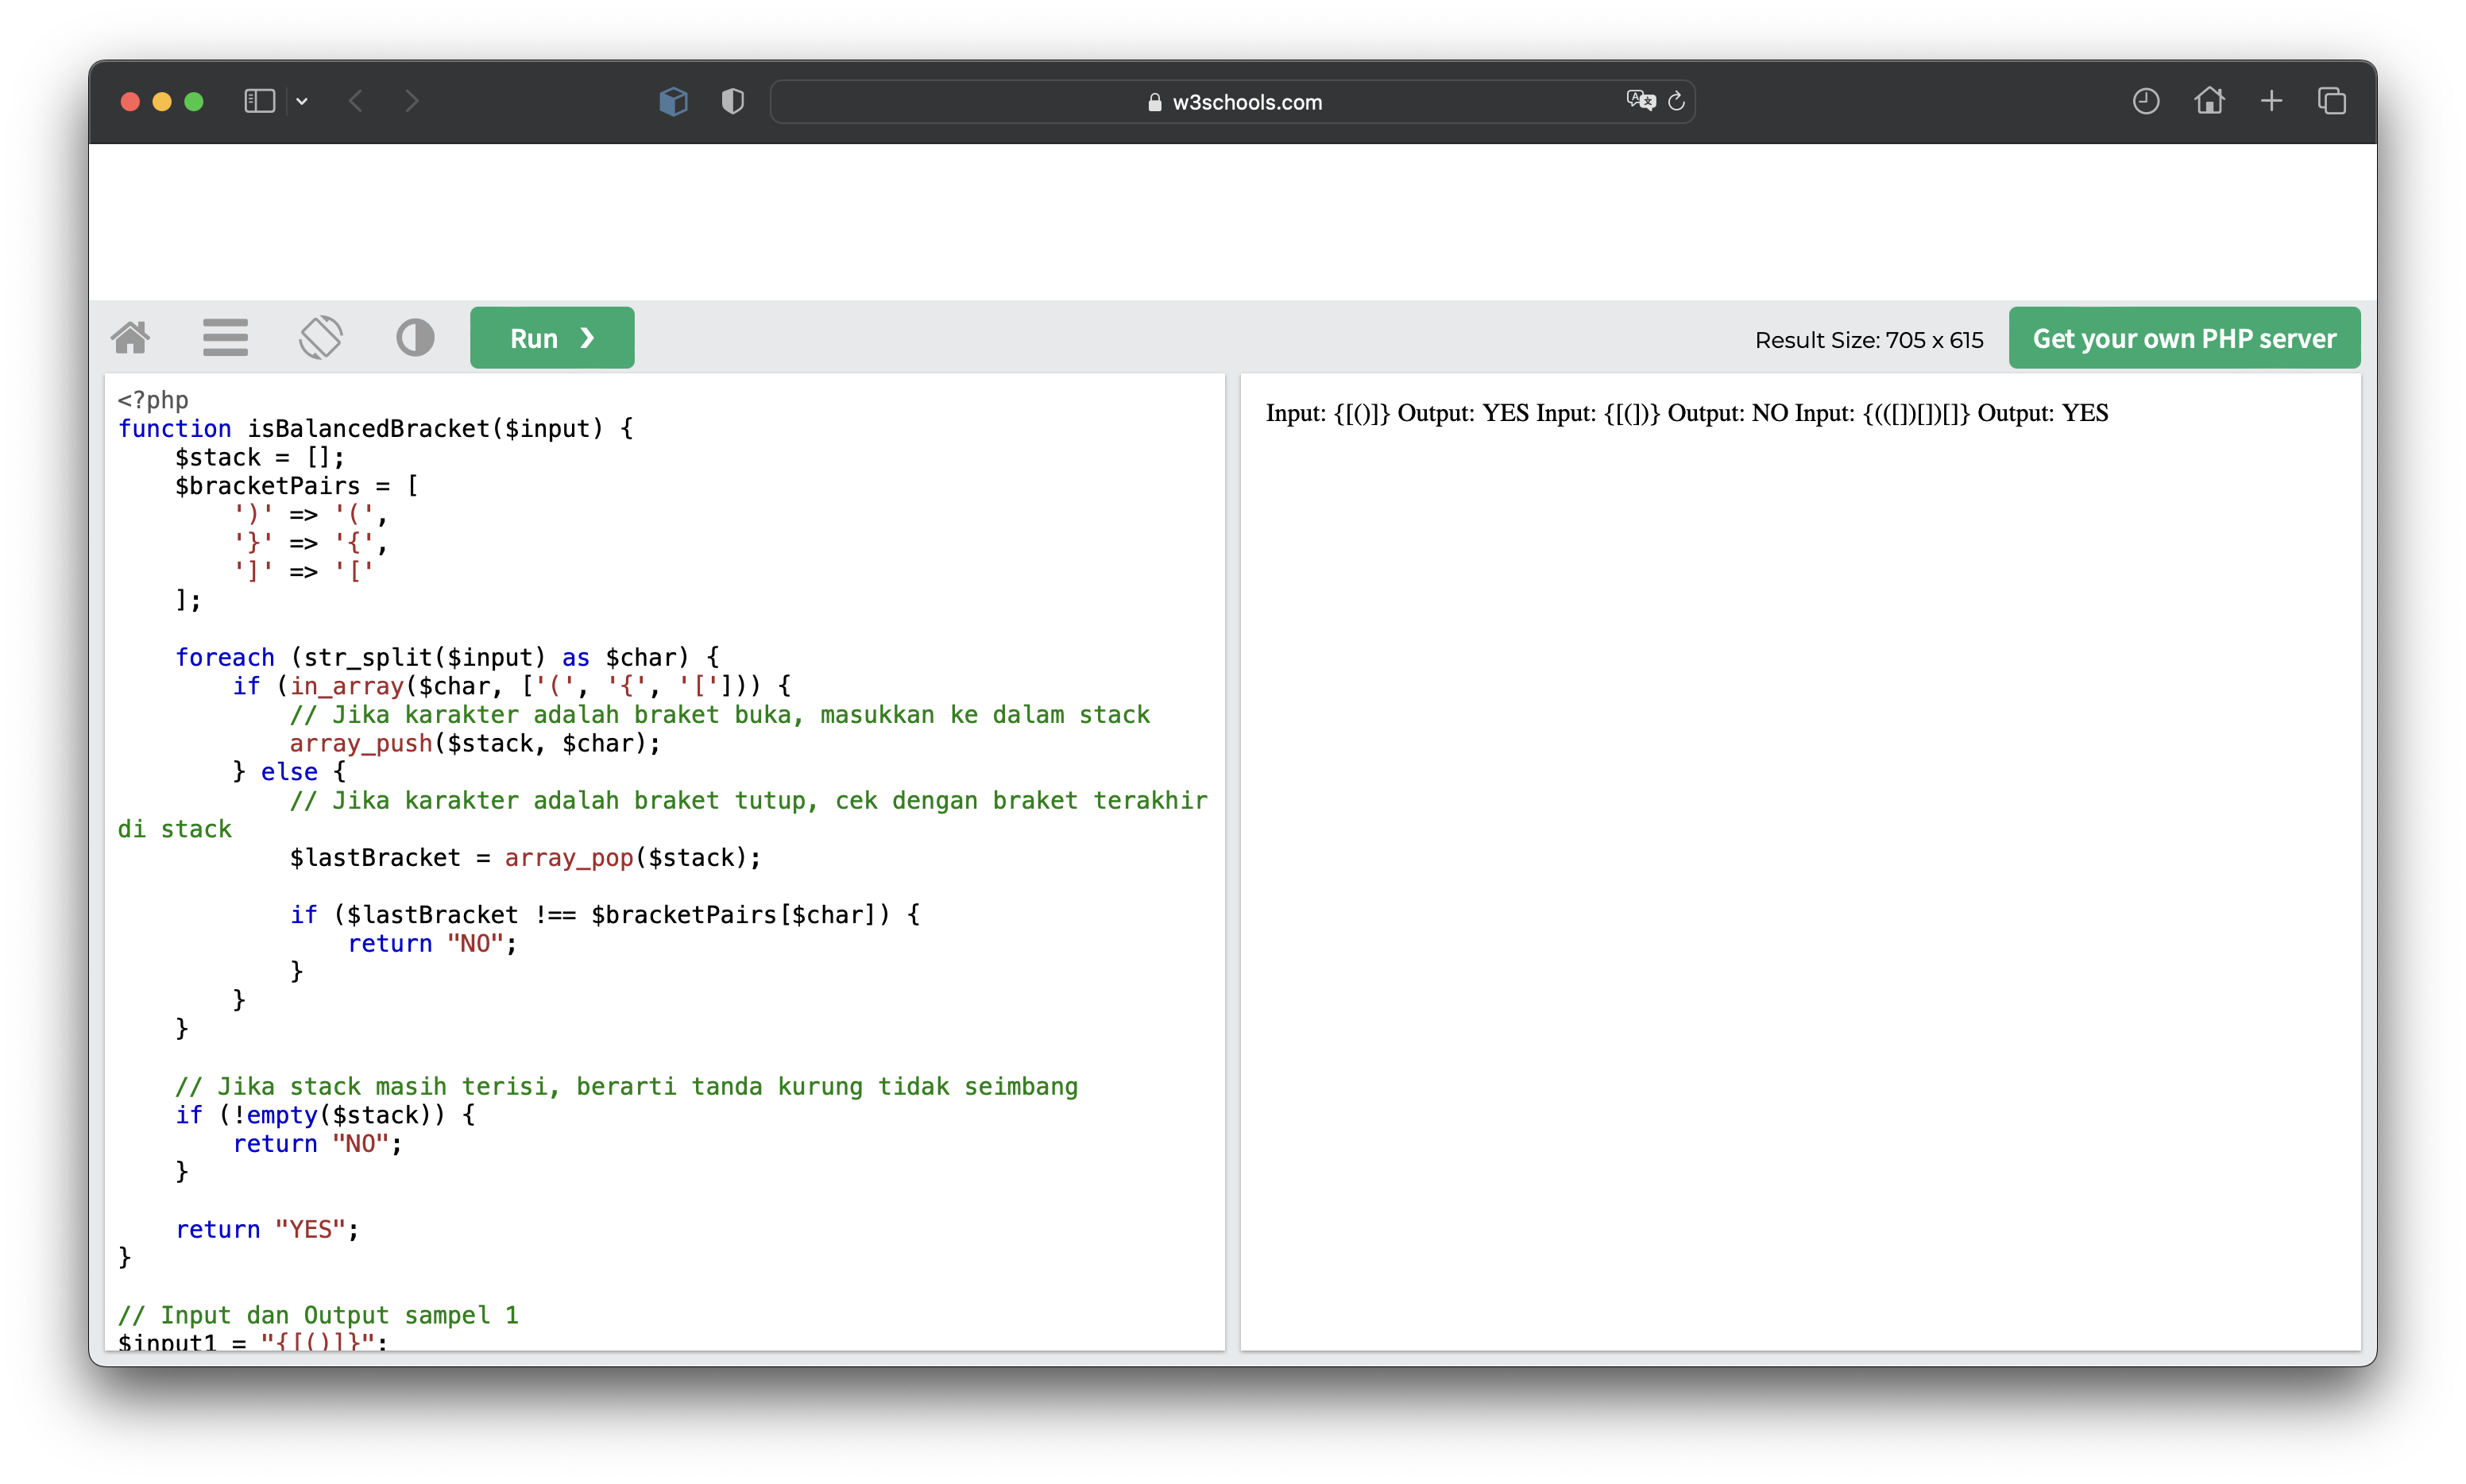 w3schools.com
Run ❯
Result Size: 705 x 615
Get your own PHP server
<?php
function isBalancedBracket($input) {
    $stack = [];
    $bracketPairs = [
        ')' => '(',
        '}' => '{',
        ']' => '['
    ];
    foreach (str_split($input) as $char) {
        if (in_array($char, ['(', '{', '['])) {
            // Jika karakter adalah braket buka, masukkan ke dalam stack
            array_push($stack, $char);
        } else {
            // Jika karakter adalah braket tutup, cek dengan braket terakhir
di stack
            $lastBracket = array_pop($stack);
            if ($lastBracket !== $bracketPairs[$char]) {
                return "NO";
            }
        }
    }
    // Jika stack masih terisi, berarti tanda kurung tidak seimbang
    if (!empty($stack)) {
        return "NO";
    }
    return "YES";
}
// Input dan Output sampel 1
$input1 = "{[()]}";
Input: {[()]} Output: YES Input: {[(])} Output: NO Input: {(([])[])[]} Output: YES